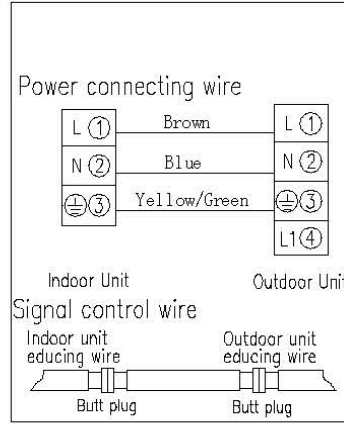 Power connecting wire
L ① Brown L ①
N ② Blue N ②
⏚ ③ Yellow/Green ⏚ ③
L1 ④
Indoor Unit Outdoor Unit
Signal control wire
Indoor unit Outdoor unit
educing wire educing wire
Butt plug Butt plug